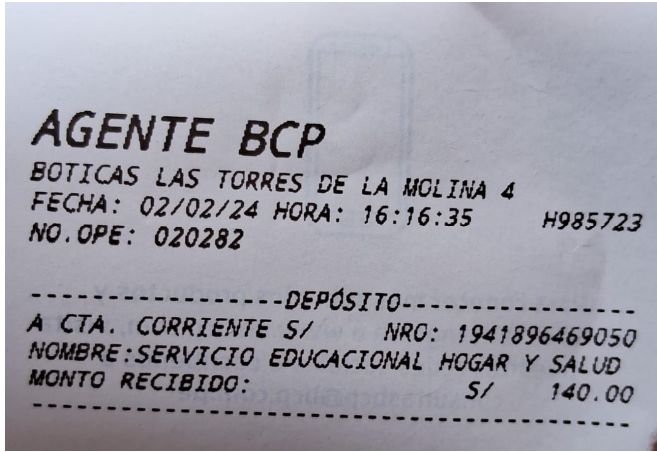 AGENTE BCP
BOTICAS LAS TORRES DE LA MOLINA 4
FECHA: 02/02/24 HORA: 16:16:35 H985723
NO.OPE: 020282
-----------------DEPÓSITO-----------------
A CTA. CORRIENTE S/ NRO: 1941896469050
NOMBRE:SERVICIO EDUCACIONAL HOGAR Y SALUD
MONTO RECIBIDO: S/ 140.00
------------------------------------------